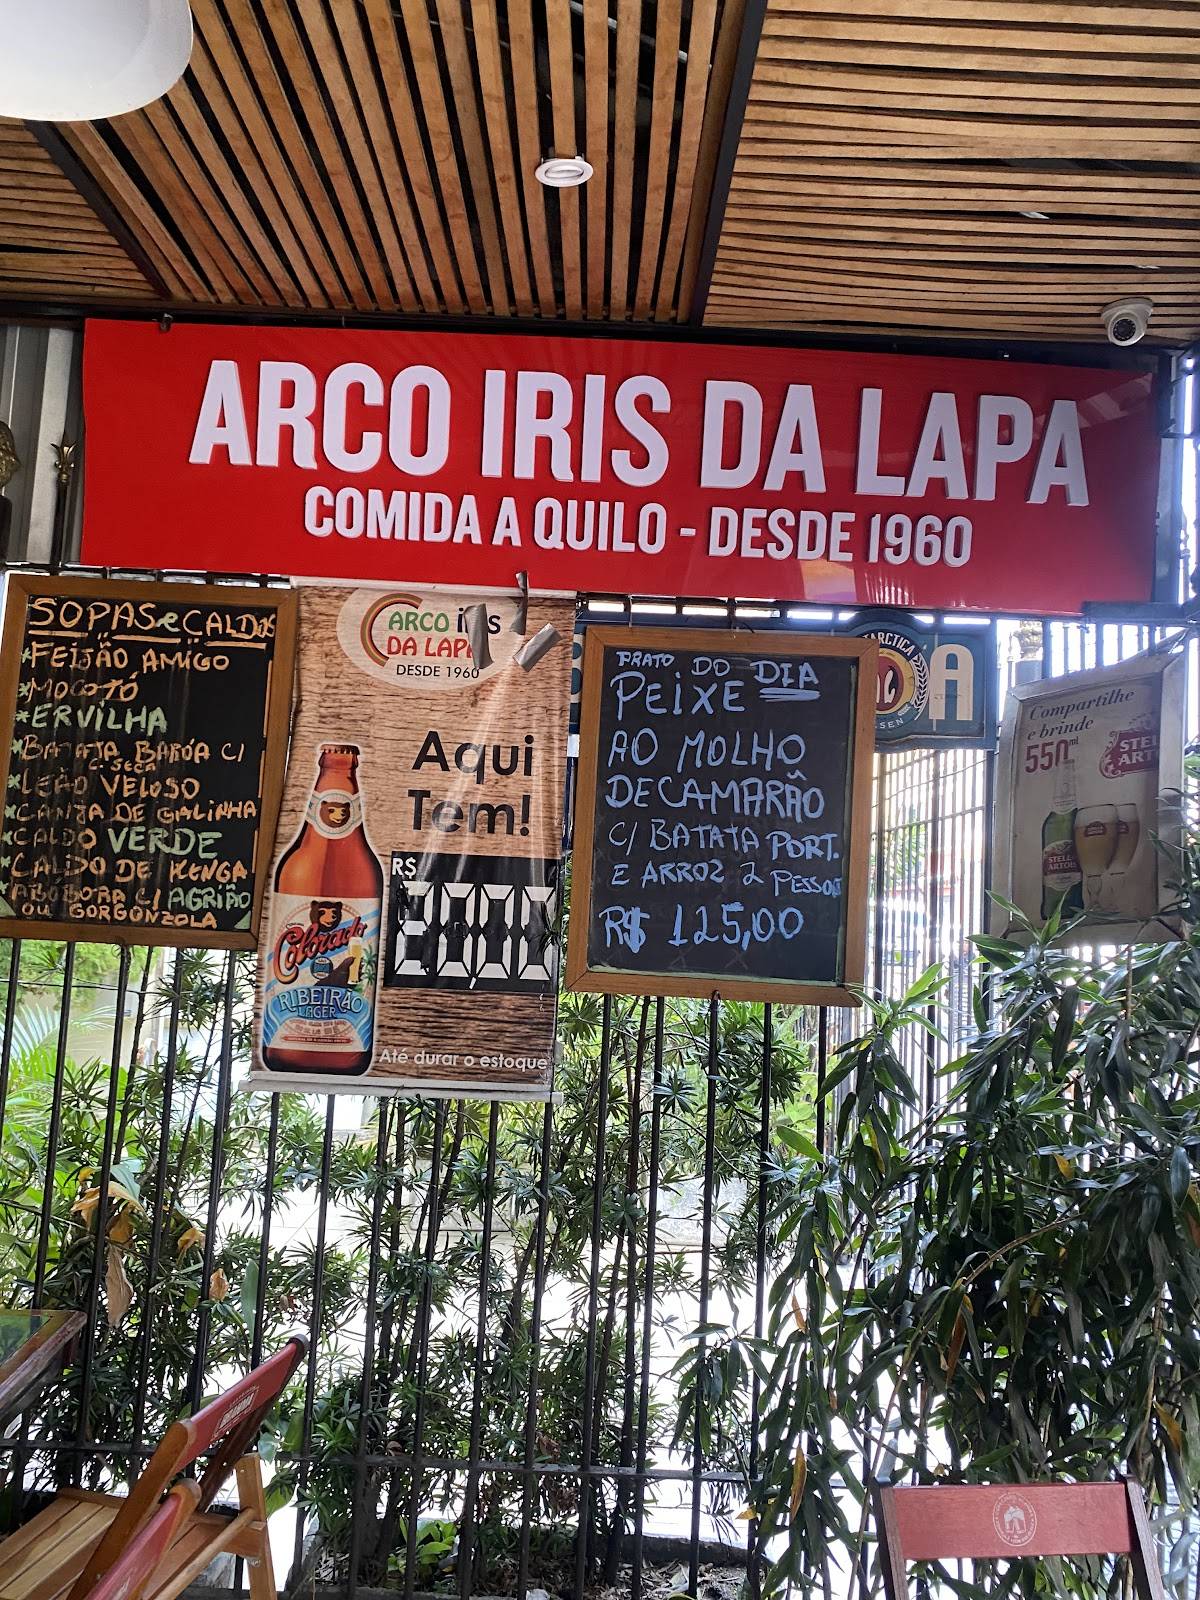 ARCO IRIS DA LAPA
COMIDA A QUILO - DESDE 1960
SOPAS e CALDOS
*FEIJÃO AMIGO
*MOCOTÓ
*ERVILHA
*BATATA BARÓA C/
C. SECA
*LEÃO VELOSO
*CANJA DE GALINHA
*CALDO VERDE
*CALDO DE KENGA
*ABOBORA C/ AGRIÃO
OU GORGONZOLA
ARCO
DA LAPA
DESDE 1960
Aqui
Tem!
R$
Colorado
RIBEIRÃO
LAGER
Até durar o estoque
PRATO DO DIA
PEIXE
AO MOLHO
DE CAMARÃO
C/ BATATA PORT.
E ARROZ 2 PESSOAS
R$ 125,00
Compartilhe
e brinde
550ml
STELLA
ARTOIS